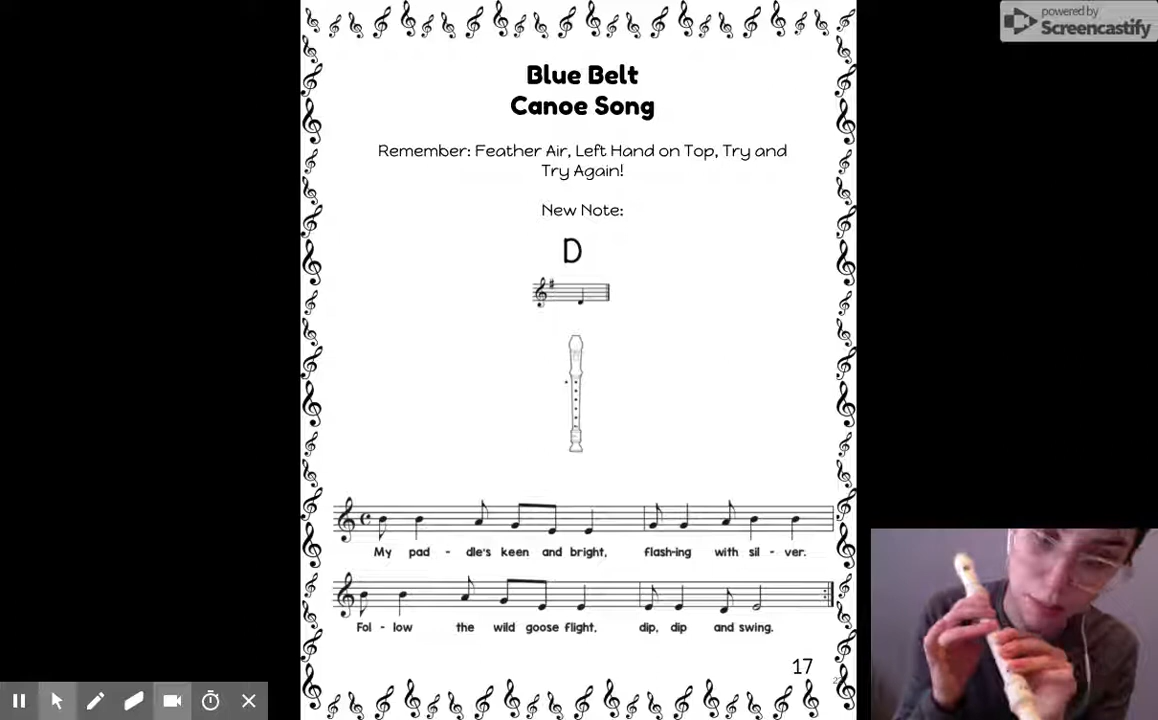 powered by
Screencastify
Blue Belt
Canoe Song
Remember: Feather Air, Left Hand on Top, Try and
Try Again!
New Note:
D
My pad - dle's keen and bright, flash-ing with sil - ver.
Fol - low the wild goose flight, dip, dip and swing.
17